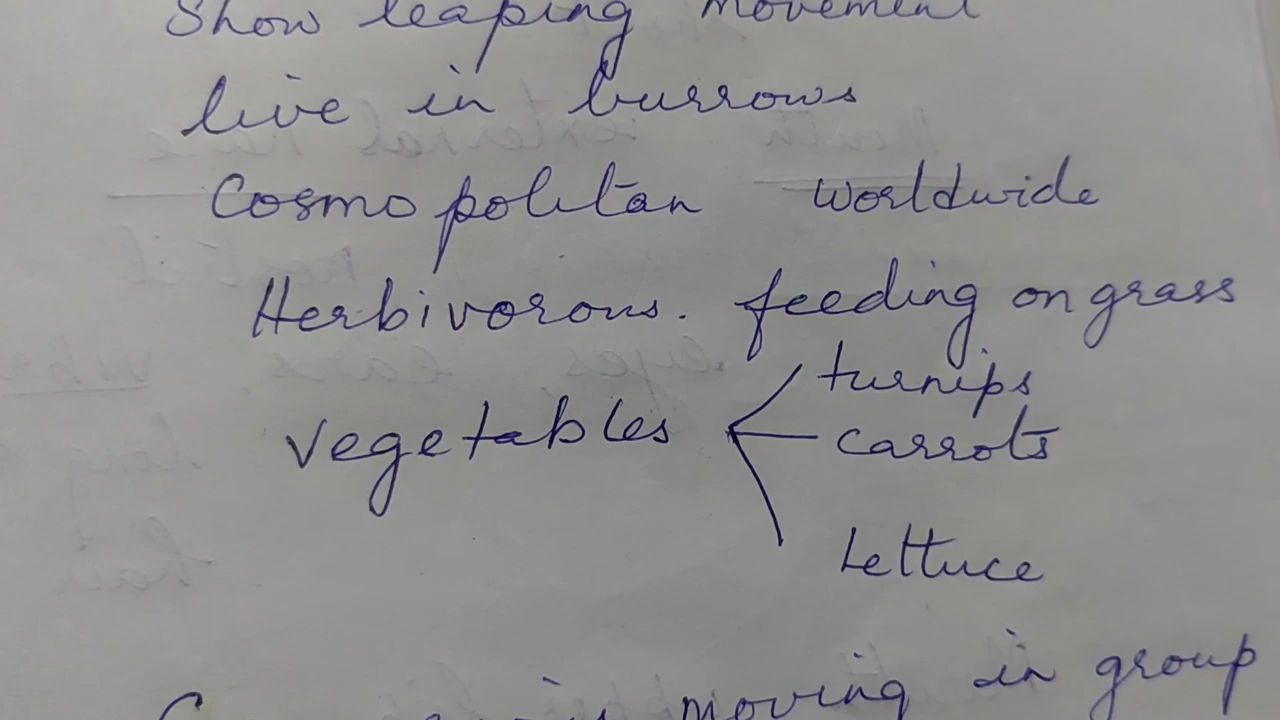 Show leaping movement
live in burrows
Cosmopolitan worldwide
Herbivorous. feeding on grass
vegetables
turnips
carrots
Lettuce
moving in group